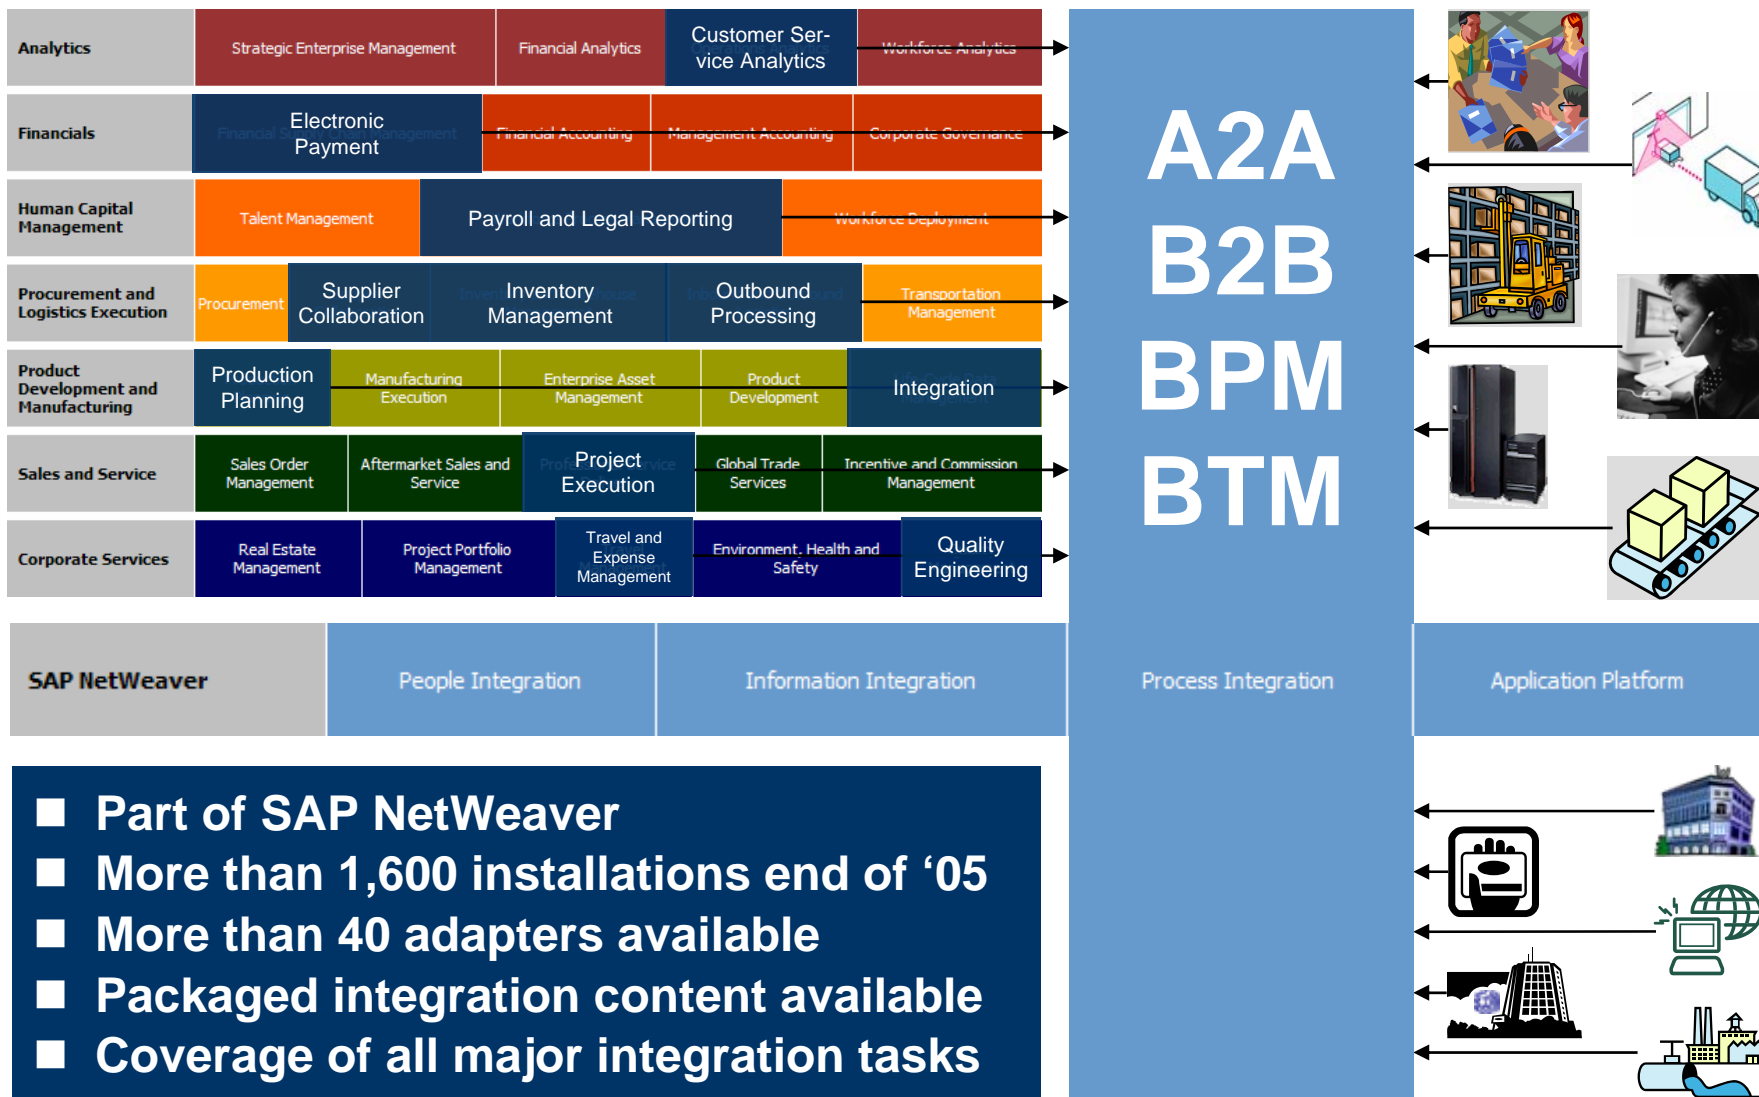 Analytics
Strategic Enterprise Management
Financial Analytics
Customer Ser-
vice Analytics
Operations Analytics
Workforce Analytics
Financials
Electronic
Payment
Financial Supply Chain Management
Financial Accounting
Management Accounting
Corporate Governance
Human Capital
Management
Talent Management
Payroll and Legal Reporting
Workforce Deployment
Procurement and
Logistics Execution
Procurement
Supplier
Collaboration
Inventory
Management
Outbound
Processing
Transportation
Management
Product
Development and
Manufacturing
Production
Planning
Manufacturing
Execution
Enterprise Asset
Management
Product
Development
Integration
Sales and Service
Sales Order
Management
Aftermarket Sales and
Service
Project
Execution
Global Trade
Services
Incentive and Commission
Management
Corporate Services
Real Estate
Management
Project Portfolio
Management
Travel and
Expense
Management
Environment, Health and
Safety
Quality
Engineering
A2A
B2B
BPM
BTM
SAP NetWeaver
People Integration
Information Integration
Process Integration
Application Platform
■ Part of SAP NetWeaver
■ More than 1,600 installations end of ‘05
■ More than 40 adapters available
■ Packaged integration content available
■ Coverage of all major integration tasks